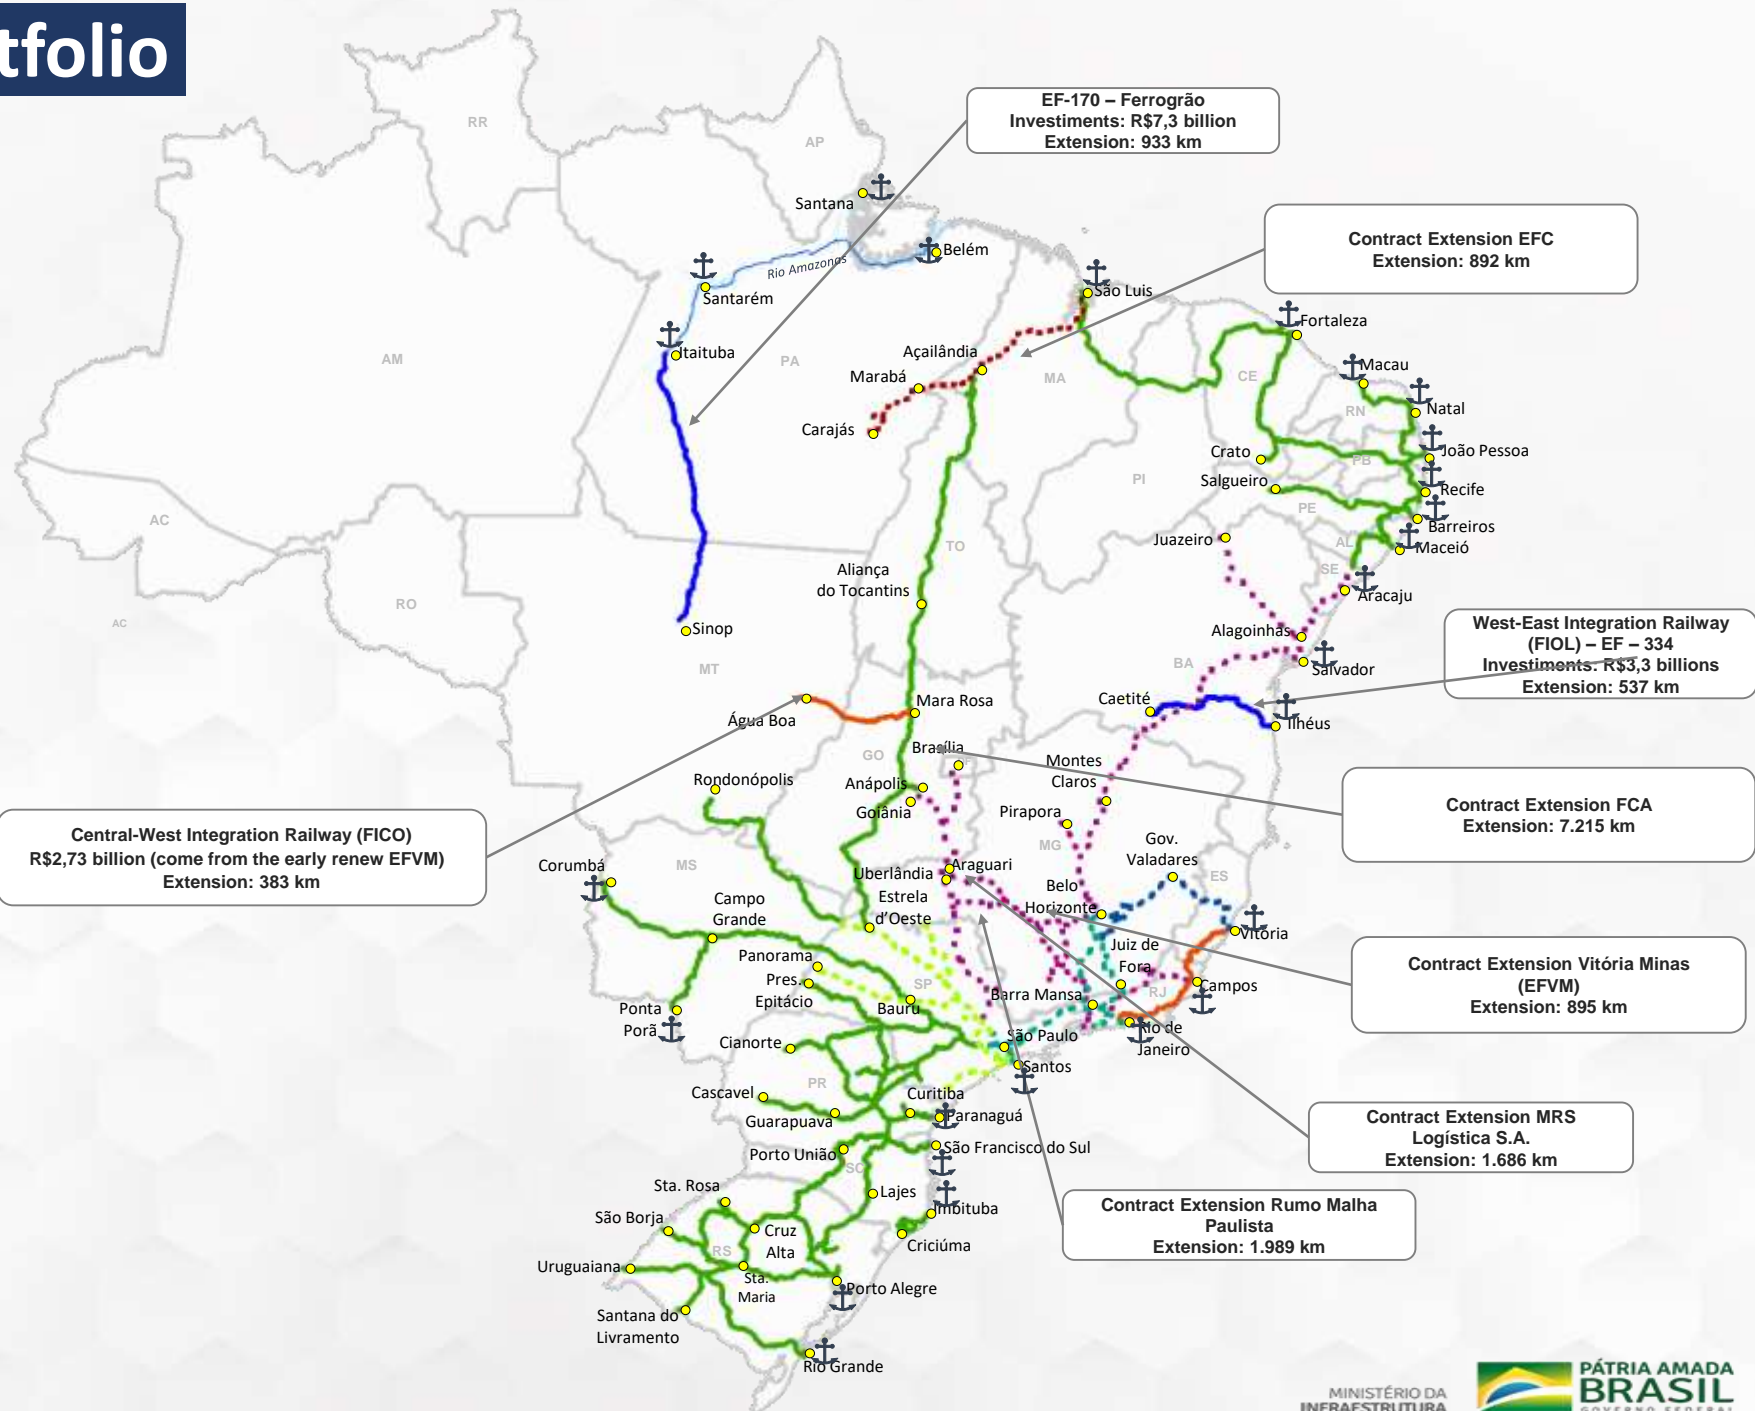 tfolio
EF-170 – Ferrogrão
Investiments: R$7,3 billion
Extension: 933 km
Contract Extension EFC
Extension: 892 km
West-East Integration Railway
(FIOL) – EF – 334
Investiments: R$3,3 billions
Extension: 537 km
Contract Extension FCA
Extension: 7.215 km
Central-West Integration Railway (FICO)
R$2,73 billion (come from the early renew EFVM)
Extension: 383 km
Contract Extension Vitória Minas
(EFVM)
Extension: 895 km
Contract Extension MRS
Logística S.A.
Extension: 1.686 km
Contract Extension Rumo Malha
Paulista
Extension: 1.989 km
RR
AP
Santana
Belém
Rio Amazonas
Santarém
São Luis
Itaituba
Fortaleza
AM
PA
Açailândia
Marabá
MA
CE
Macau
RN
Natal
Carajás
Crato
João Pessoa
PB
Salgueiro
PI
Recife
PE
Barreiros
AC
Juazeiro
AL
Maceió
TO
SE
Aliança
do Tocantins
Aracaju
RO
AC
Sinop
Alagoinhas
MT
BA
Salvador
Caetité
Mara Rosa
Água Boa
Ilhéus
GO
Brasília
Montes
Claros
Rondonópolis
Anápolis
Goiânia
Pirapora
MG
Gov.
Valadares
MS
Corumbá
Araguari
Uberlândia
ES
Belo
Horizonte
Estrela
d’Oeste
Campo
Grande
Vitória
Juiz de
Fora
Panorama
Pres.
Epitácio
SP
Barra Mansa
RJ
Campos
Bauru
Ponta
Porã
Cianorte
São Paulo
Rio de
Janeiro
Santos
PR
Cascavel
Curitiba
Guarapuava
Paranaguá
Porto União
São Francisco do Sul
SC
Sta. Rosa
Lajes
São Borja
Imbituba
Cruz
Alta
RS
Criciúma
Uruguaiana
Sta.
Maria
Porto Alegre
Santana do
Livramento
Rio Grande
MINISTÉRIO DA
INFRAESTRUTURA
PÁTRIA AMADA
BRASIL
GOVERNO FEDERAL